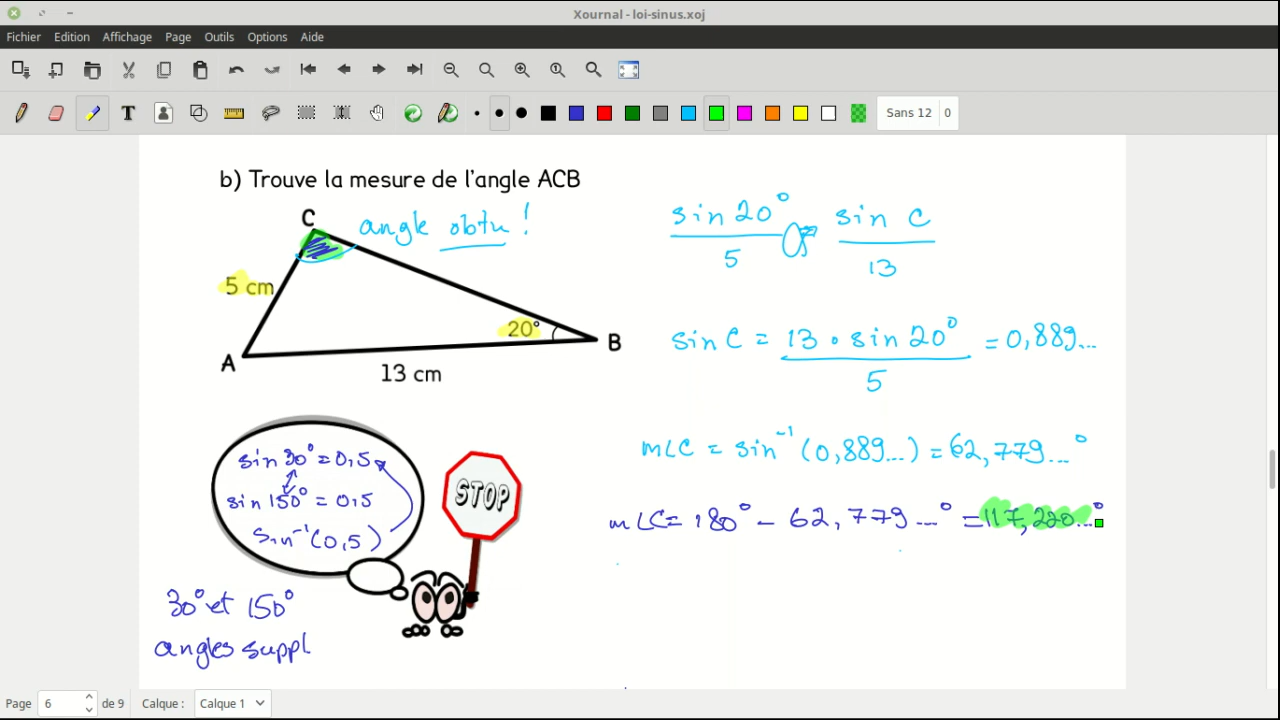 Xournal - loi-sinus.xoj
Fichier Edition Affichage Page Outils Options Aide
T
Sans 12 0
b) Trouve la mesure de l'angle ACB
C
angle obtu !
5 cm
20°
B
A
13 cm
sin 20° / 5 = sin C / 13
sin C = 13 • sin 20° / 5 = 0,889...
m∠C = sin⁻¹ (0,889...) = 62,779...°
m∠C = 180° - 62,779...° = 117,220...°
sin 30° = 0,5
sin 150° = 0,5
sin⁻¹(0,5)
STOP
30° et 150°
angles suppl
Page 6 de 9 Calque : Calque 1